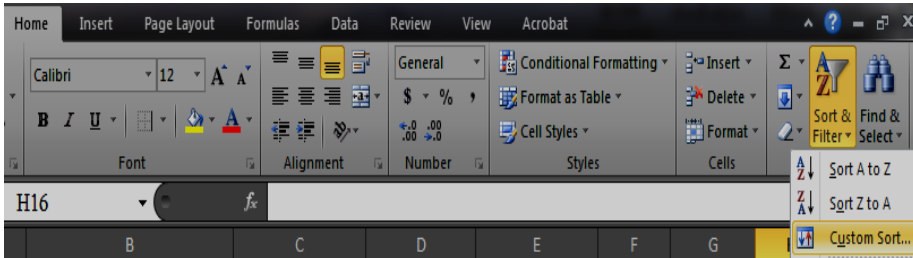 Home Insert Page Layout Formulas Data Review View Acrobat
Calibri 12 A A General Conditional Formatting Insert Σ A Z
$ % , Format as Table Delete
B I U A .0 .00 .00 .0 Cell Styles Format Sort & Filter Find & Select
Font Alignment Number Styles Cells
Sort A to Z
H16 fx Sort Z to A
B C D E F G Custom Sort...